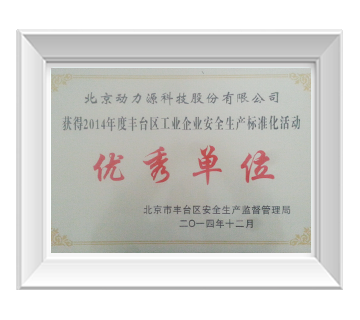 北京动力源科技股份有限公司
获得2014年度丰台区工业企业安全生产标准化活动
优秀单位
北京市丰台区安全生产监督管理局
二〇一四年十二月